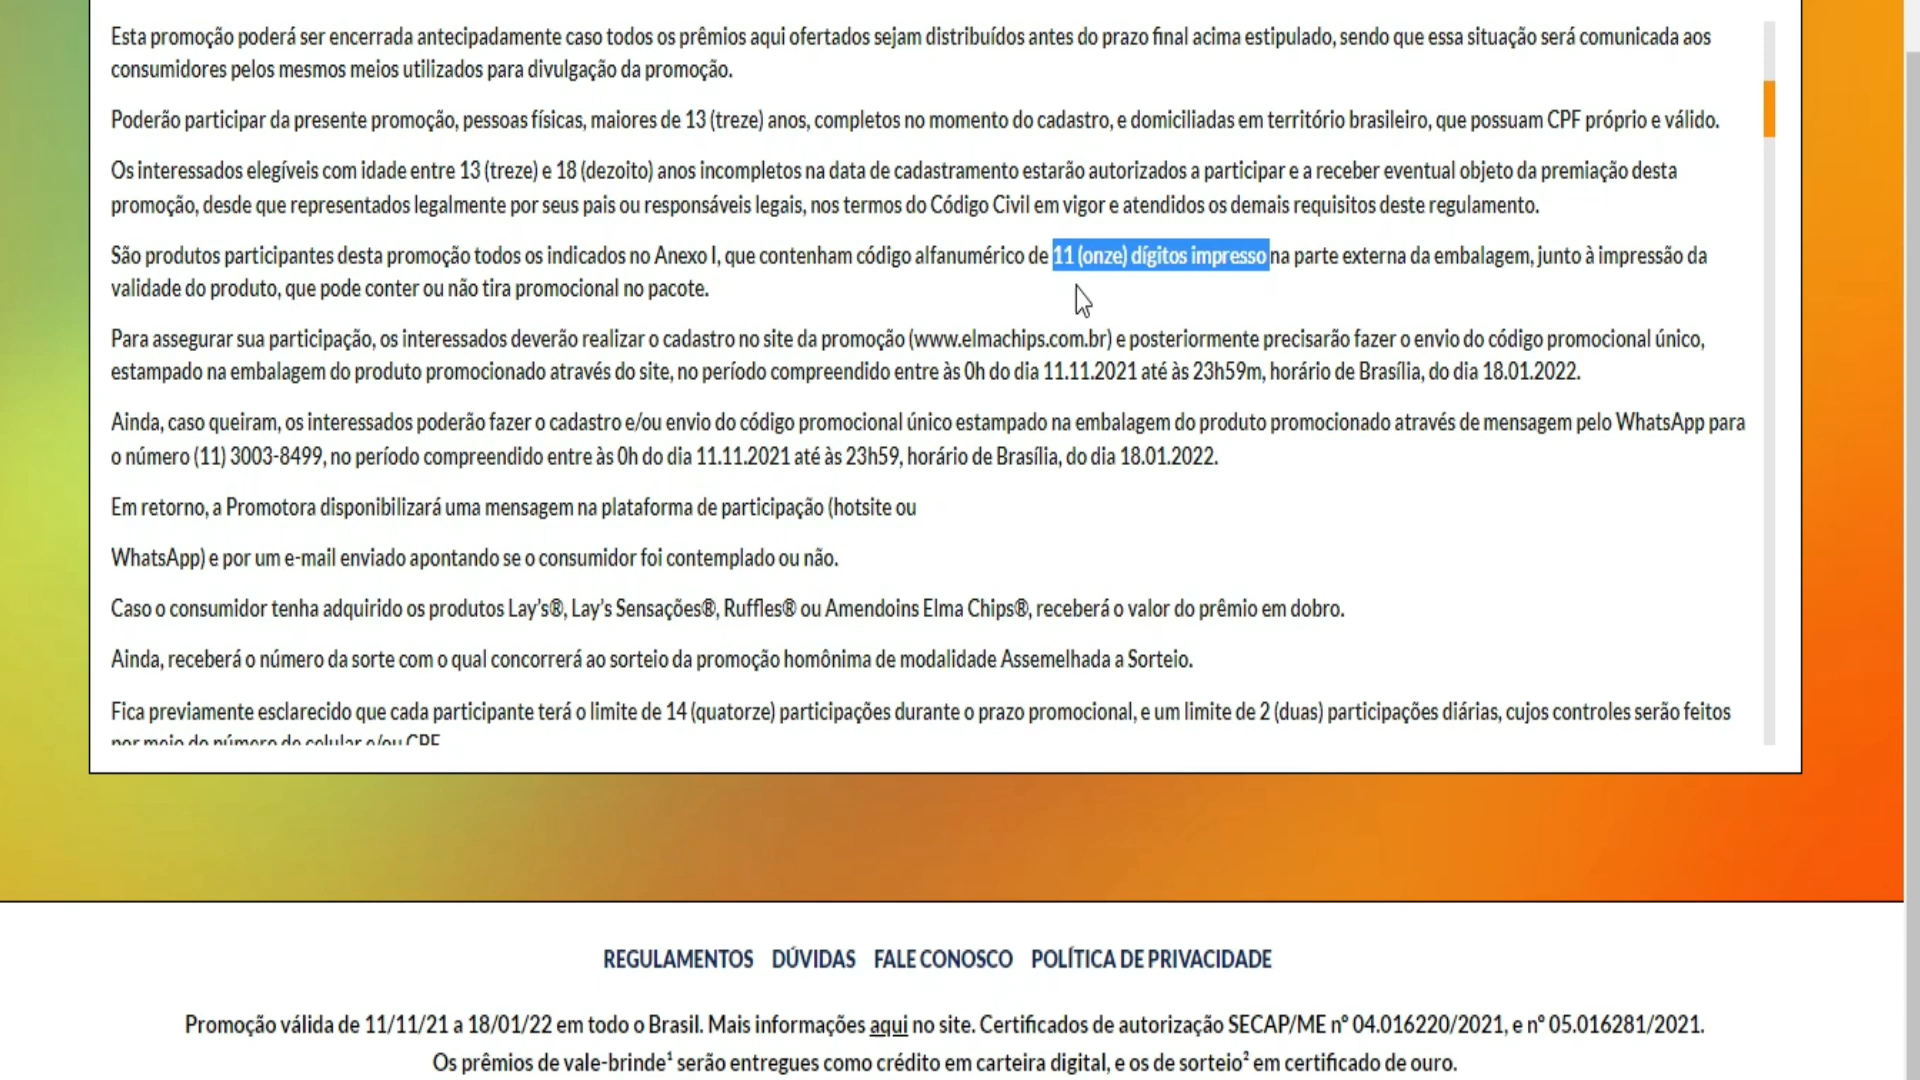 Esta promoção poderá ser encerrada antecipadamente caso todos os prêmios aqui ofertados sejam distribuídos antes do prazo final acima estipulado, sendo que essa situação será comunicada aos
consumidores pelos mesmos meios utilizados para divulgação da promoção.
Poderão participar da presente promoção, pessoas físicas, maiores de 13 (treze) anos, completos no momento do cadastro, e domiciliadas em território brasileiro, que possuam CPF próprio e válido.
Os interessados elegíveis com idade entre 13 (treze) e 18 (dezoito) anos incompletos na data de cadastramento estarão autorizados a participar e a receber eventual objeto da premiação desta
promoção, desde que representados legalmente por seus pais ou responsáveis legais, nos termos do Código Civil em vigor e atendidos os demais requisitos deste regulamento.
São produtos participantes desta promoção todos os indicados no Anexo I, que contenham código alfanumérico de 11 (onze) dígitos impresso na parte externa da embalagem, junto à impressão da
validade do produto, que pode conter ou não tira promocional no pacote.
Para assegurar sua participação, os interessados deverão realizar o cadastro no site da promoção (www.elmachips.com.br) e posteriormente precisarão fazer o envio do código promocional único,
estampado na embalagem do produto promocionado através do site, no período compreendido entre às 0h do dia 11.11.2021 até às 23h59m, horário de Brasília, do dia 18.01.2022.
Ainda, caso queiram, os interessados poderão fazer o cadastro e/ou envio do código promocional único estampado na embalagem do produto promocionado através de mensagem pelo WhatsApp para
o número (11) 3003-8499, no período compreendido entre às 0h do dia 11.11.2021 até às 23h59, horário de Brasília, do dia 18.01.2022.
Em retorno, a Promotora disponibilizará uma mensagem na plataforma de participação (hotsite ou
WhatsApp) e por um e-mail enviado apontando se o consumidor foi contemplado ou não.
Caso o consumidor tenha adquirido os produtos Lay's®, Lay's Sensações®, Ruffles® ou Amendoins Elma Chips®, receberá o valor do prêmio em dobro.
Ainda, receberá o número da sorte com o qual concorrerá ao sorteio da promoção homônima de modalidade Assemelhada a Sorteio.
Fica previamente esclarecido que cada participante terá o limite de 14 (quatorze) participações durante o prazo promocional, e um limite de 2 (duas) participações diárias, cujos controles serão feitos
por meio do número de celular e/ou CPF.
REGULAMENTOS DÚVIDAS FALE CONOSCO POLÍTICA DE PRIVACIDADE
Promoção válida de 11/11/21 a 18/01/22 em todo o Brasil. Mais informações aqui no site. Certificados de autorização SECAP/ME nº 04.016220/2021, e nº 05.016281/2021.
Os prêmios de vale-brinde¹ serão entregues como crédito em carteira digital, e os de sorteio² em certificado de ouro.